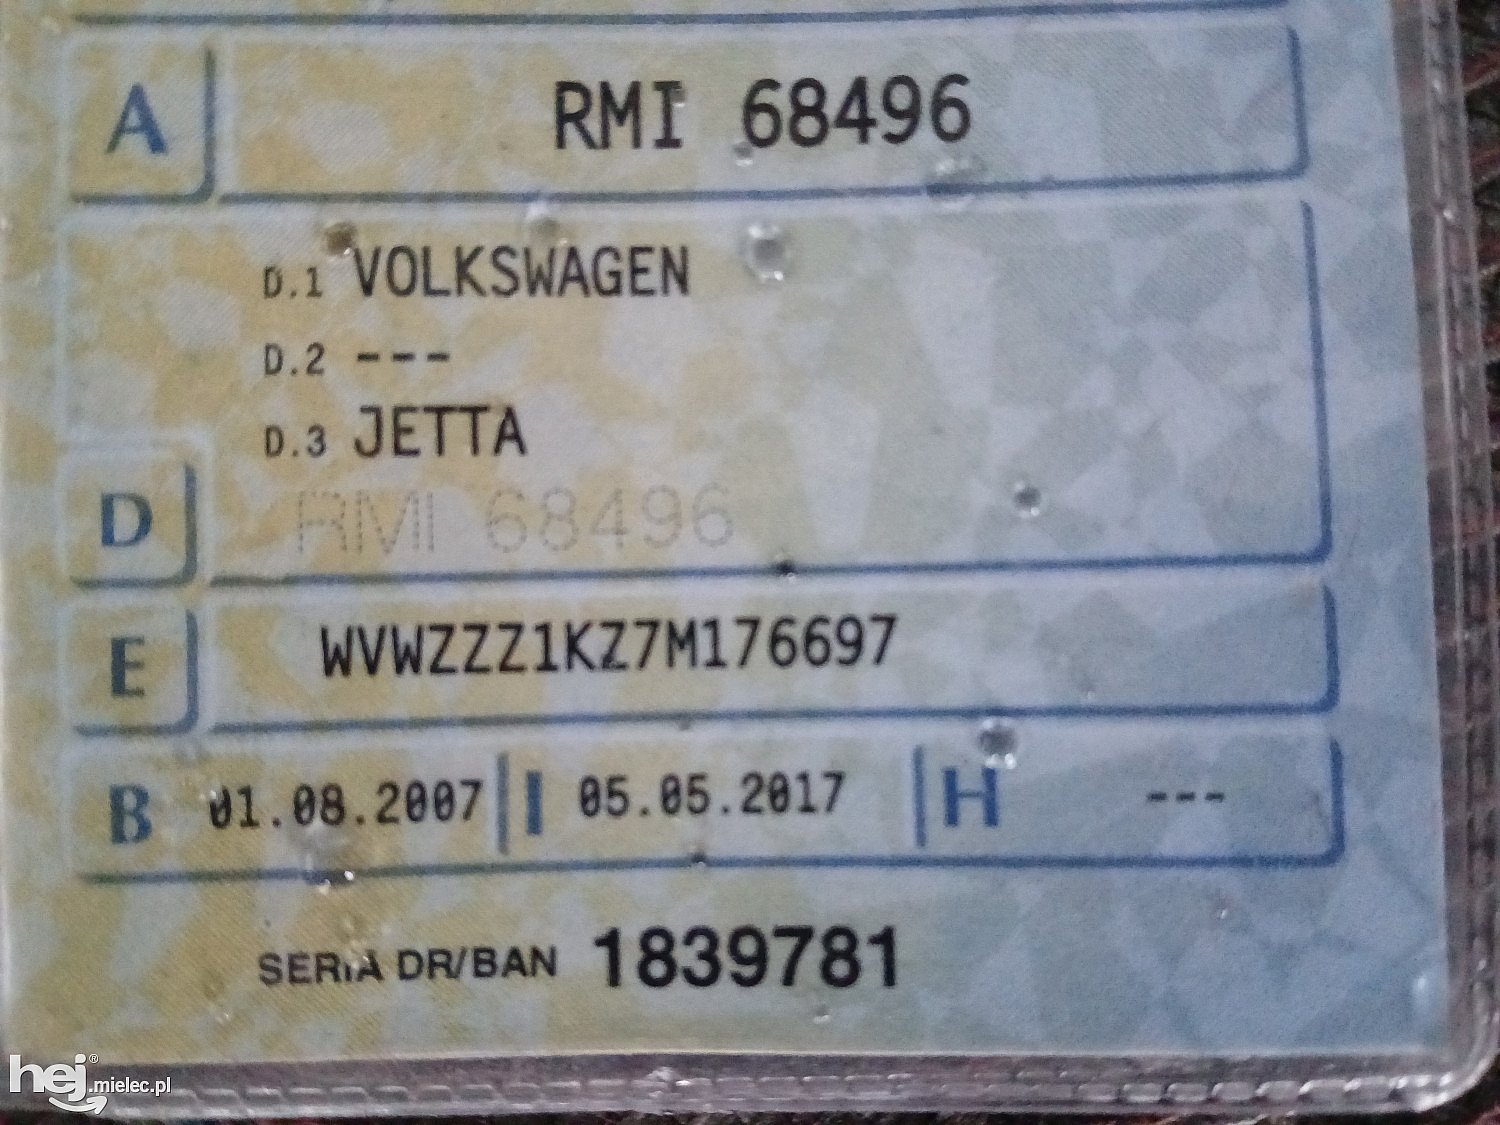 A RMI 68496
D.1 VOLKSWAGEN
D.2 ---
D.3 JETTA
D RMI 68496
E WVWZZZ1KZ7M176697
B 01.08.2007 I 05.05.2017 H ---
SERIA DR/BAN 1839781
hej®.mielec.pl